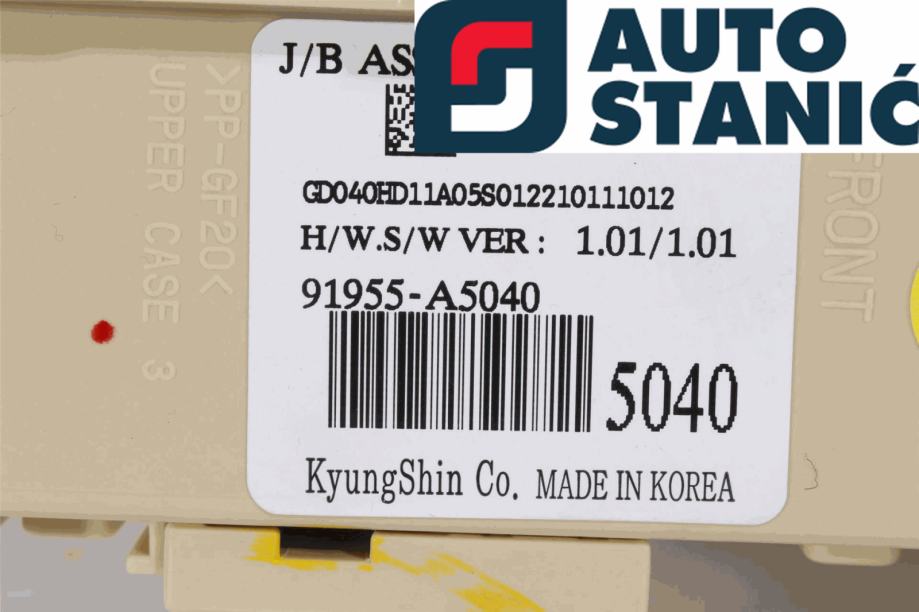 AUTO
STANIĆ
J/B
GD040HD11A05S012210111012
H/W.S/W VER : 1.01/1.01
91955-A5040
5040
KyungShin Co. MADE IN KOREA
>PP-GF20<
UPPER CASE 3
FRONT